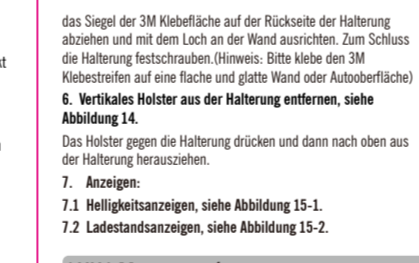 das Siegel der 3M Klebefläche auf der Rückseite der Halterung
abziehen und mit dem Loch an der Wand ausrichten. Zum Schluss
die Halterung festschrauben.(Hinweis: Bitte klebe den 3M
Klebestreifen auf eine flache und glatte Wand oder Autooberfläche)
6. Vertikales Holster aus der Halterung entfernen, siehe
Abbildung 14.
Das Holster gegen die Halterung drücken und dann nach oben aus
der Halterung herausziehen.
7. Anzeigen:
7.1 Helligkeitsanzeigen, siehe Abbildung 15-1.
7.2 Ladestandsanzeigen, siehe Abbildung 15-2.